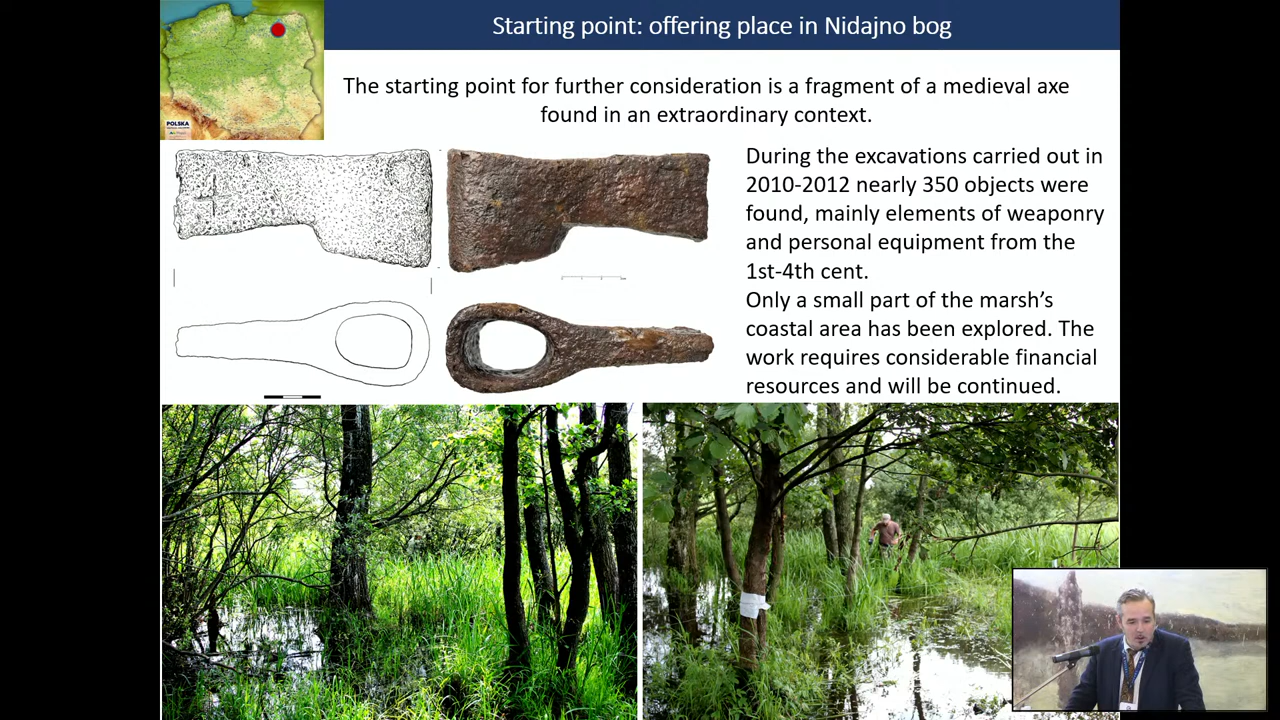 Starting point: offering place in Nidajno bog
The starting point for further consideration is a fragment of a medieval axe
found in an extraordinary context.
POLSKA
During the excavations carried out in
2010-2012 nearly 350 objects were
found, mainly elements of weaponry
and personal equipment from the
1st-4th cent.
Only a small part of the marsh's
coastal area has been explored. The
work requires considerable financial
resources and will be continued.